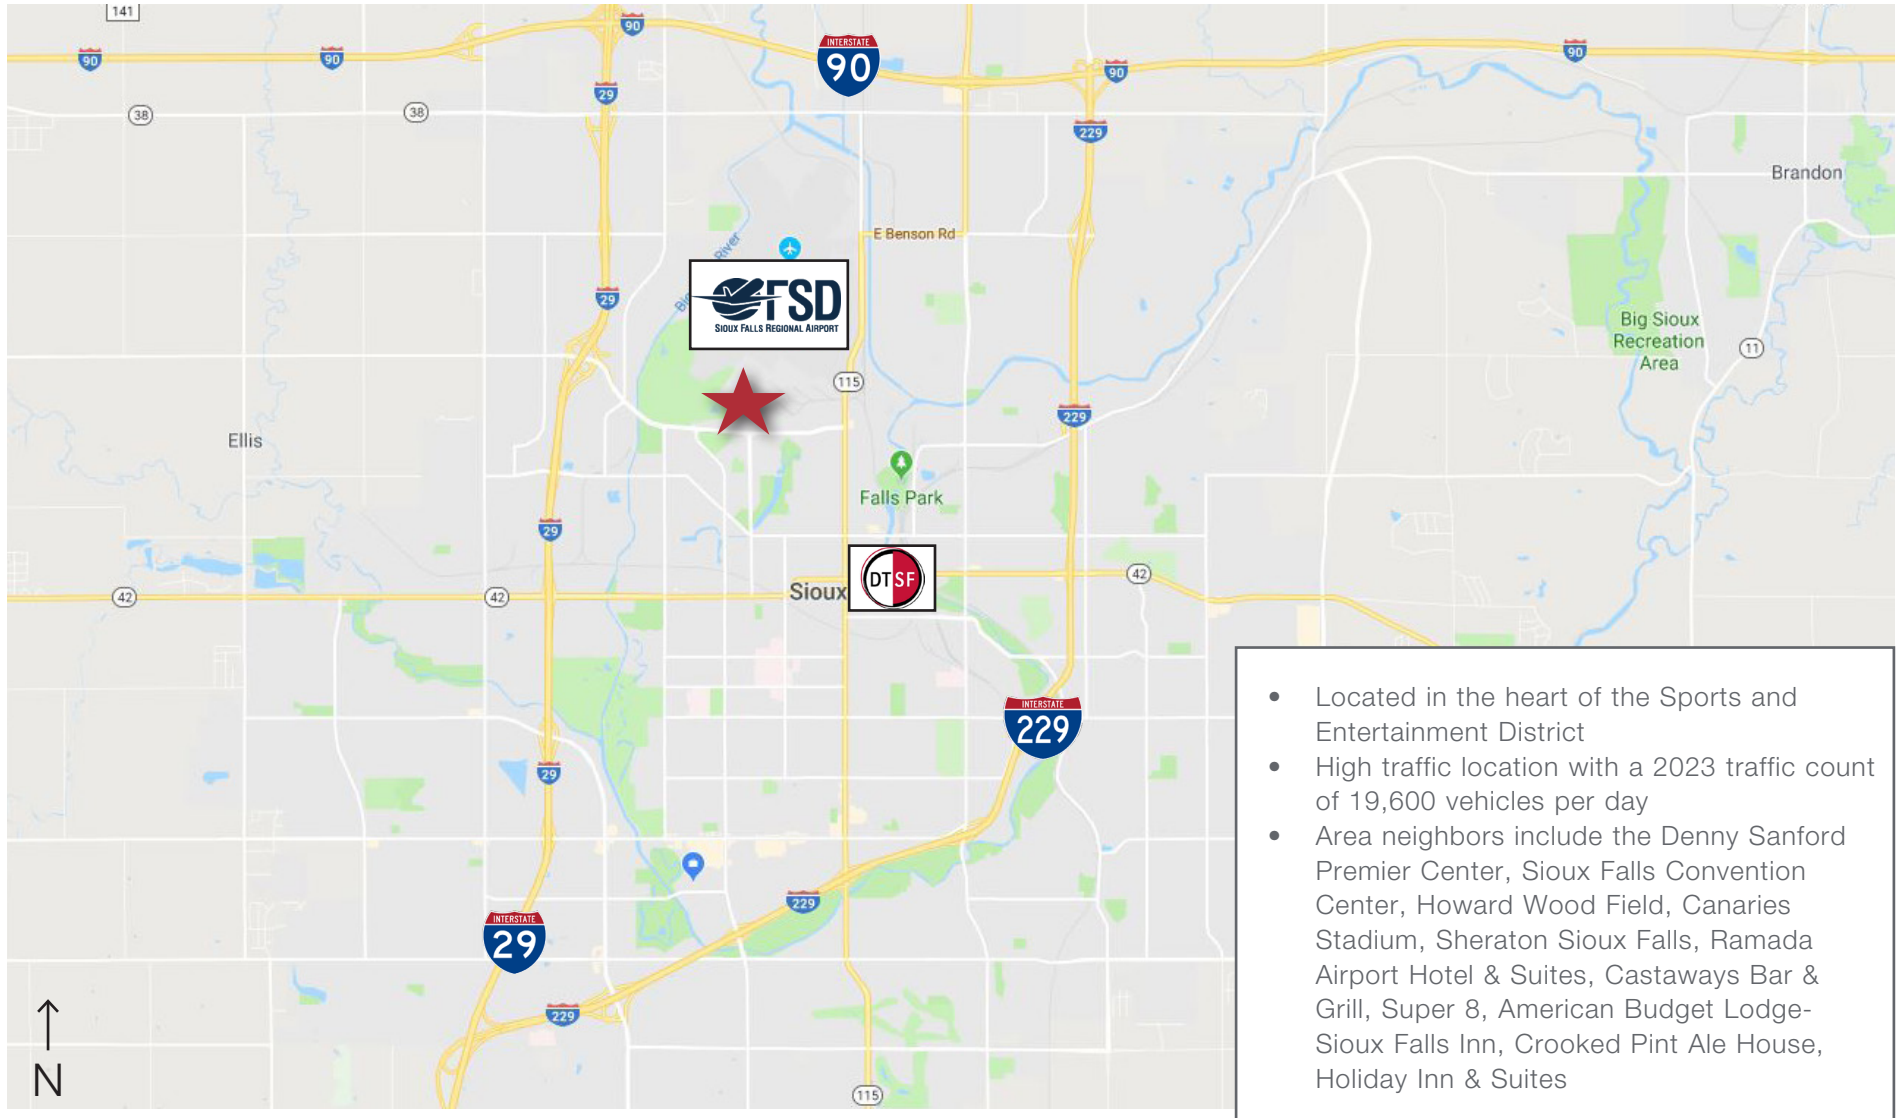 141
90
90
90
INTERSTATE
90
90
90
29
38
38
229
Brandon
E Benson Rd
River
Big
29
FSD
SIOUX FALLS REGIONAL AIRPORT
Big Sioux
Recreation
Area
11
115
229
Ellis
Falls Park
29
DTSF
42
Sioux
42
42
INTERSTATE
229
29
229
INTERSTATE
29
229
115
N
• Located in the heart of the Sports and
Entertainment District
• High traffic location with a 2023 traffic count
of 19,600 vehicles per day
• Area neighbors include the Denny Sanford
Premier Center, Sioux Falls Convention
Center, Howard Wood Field, Canaries
Stadium, Sheraton Sioux Falls, Ramada
Airport Hotel & Suites, Castaways Bar &
Grill, Super 8, American Budget Lodge-
Sioux Falls Inn, Crooked Pint Ale House,
Holiday Inn & Suites